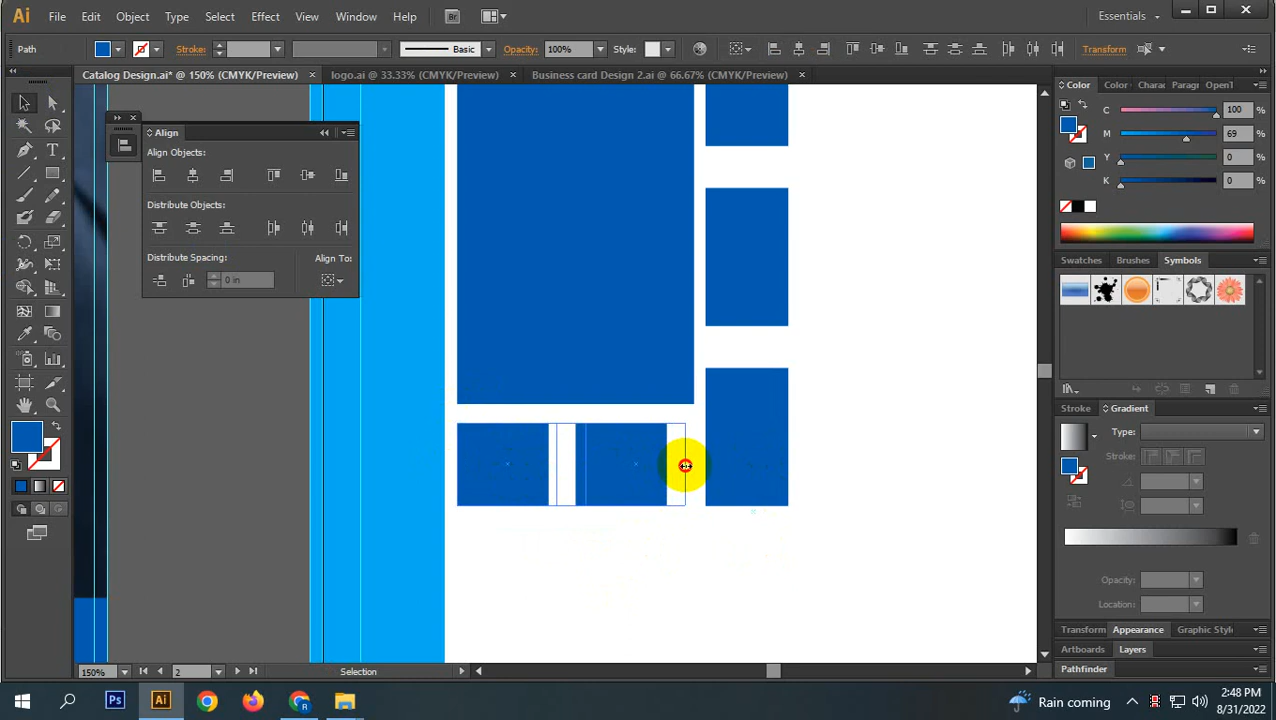 Ai File Edit Object Type Select Effect View Window Help Br Essentials
Path Stroke: Basic Opacity: 100% Style: Transform
Catalog Design.ai* @ 150% (CMYK/Preview) logo.ai @ 33.33% (CMYK/Preview) Business card Design 2.ai @ 66.67% (CMYK/Preview)
Color Color Charac Paragi OpenT
C 100 %
M 69 %
Y 0 %
K 0 %
Align
Align Objects:
Distribute Objects:
Distribute Spacing: Align To:
0 in
Swatches Brushes Symbols
Stroke Gradient
Type:
Stroke:
Opacity:
Location:
Transform Appearance Graphic Style
Artboards Layers
Pathfinder
150% 2 Selection
Ps Ai R Rain coming
2:48 PM
8/31/2022